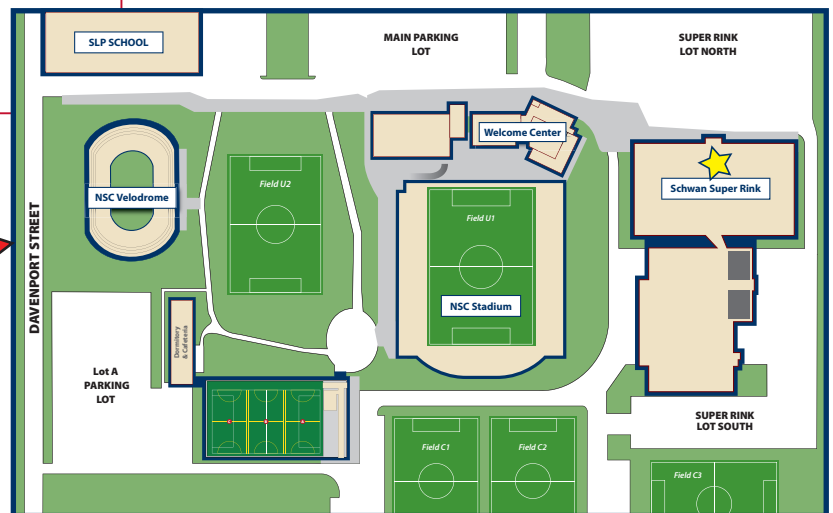 SLP SCHOOL
MAIN PARKING
LOT
SUPER RINK
LOT NORTH
Welcome Center
Field U2
NSC Velodrome
Schwan Super Rink
Field U1
DAVENPORT STREET
NSC Stadium
Dormitory
& Cafeteria
Lot A
PARKING
LOT
SUPER RINK
LOT SOUTH
Field C1
Field C2
Field C3